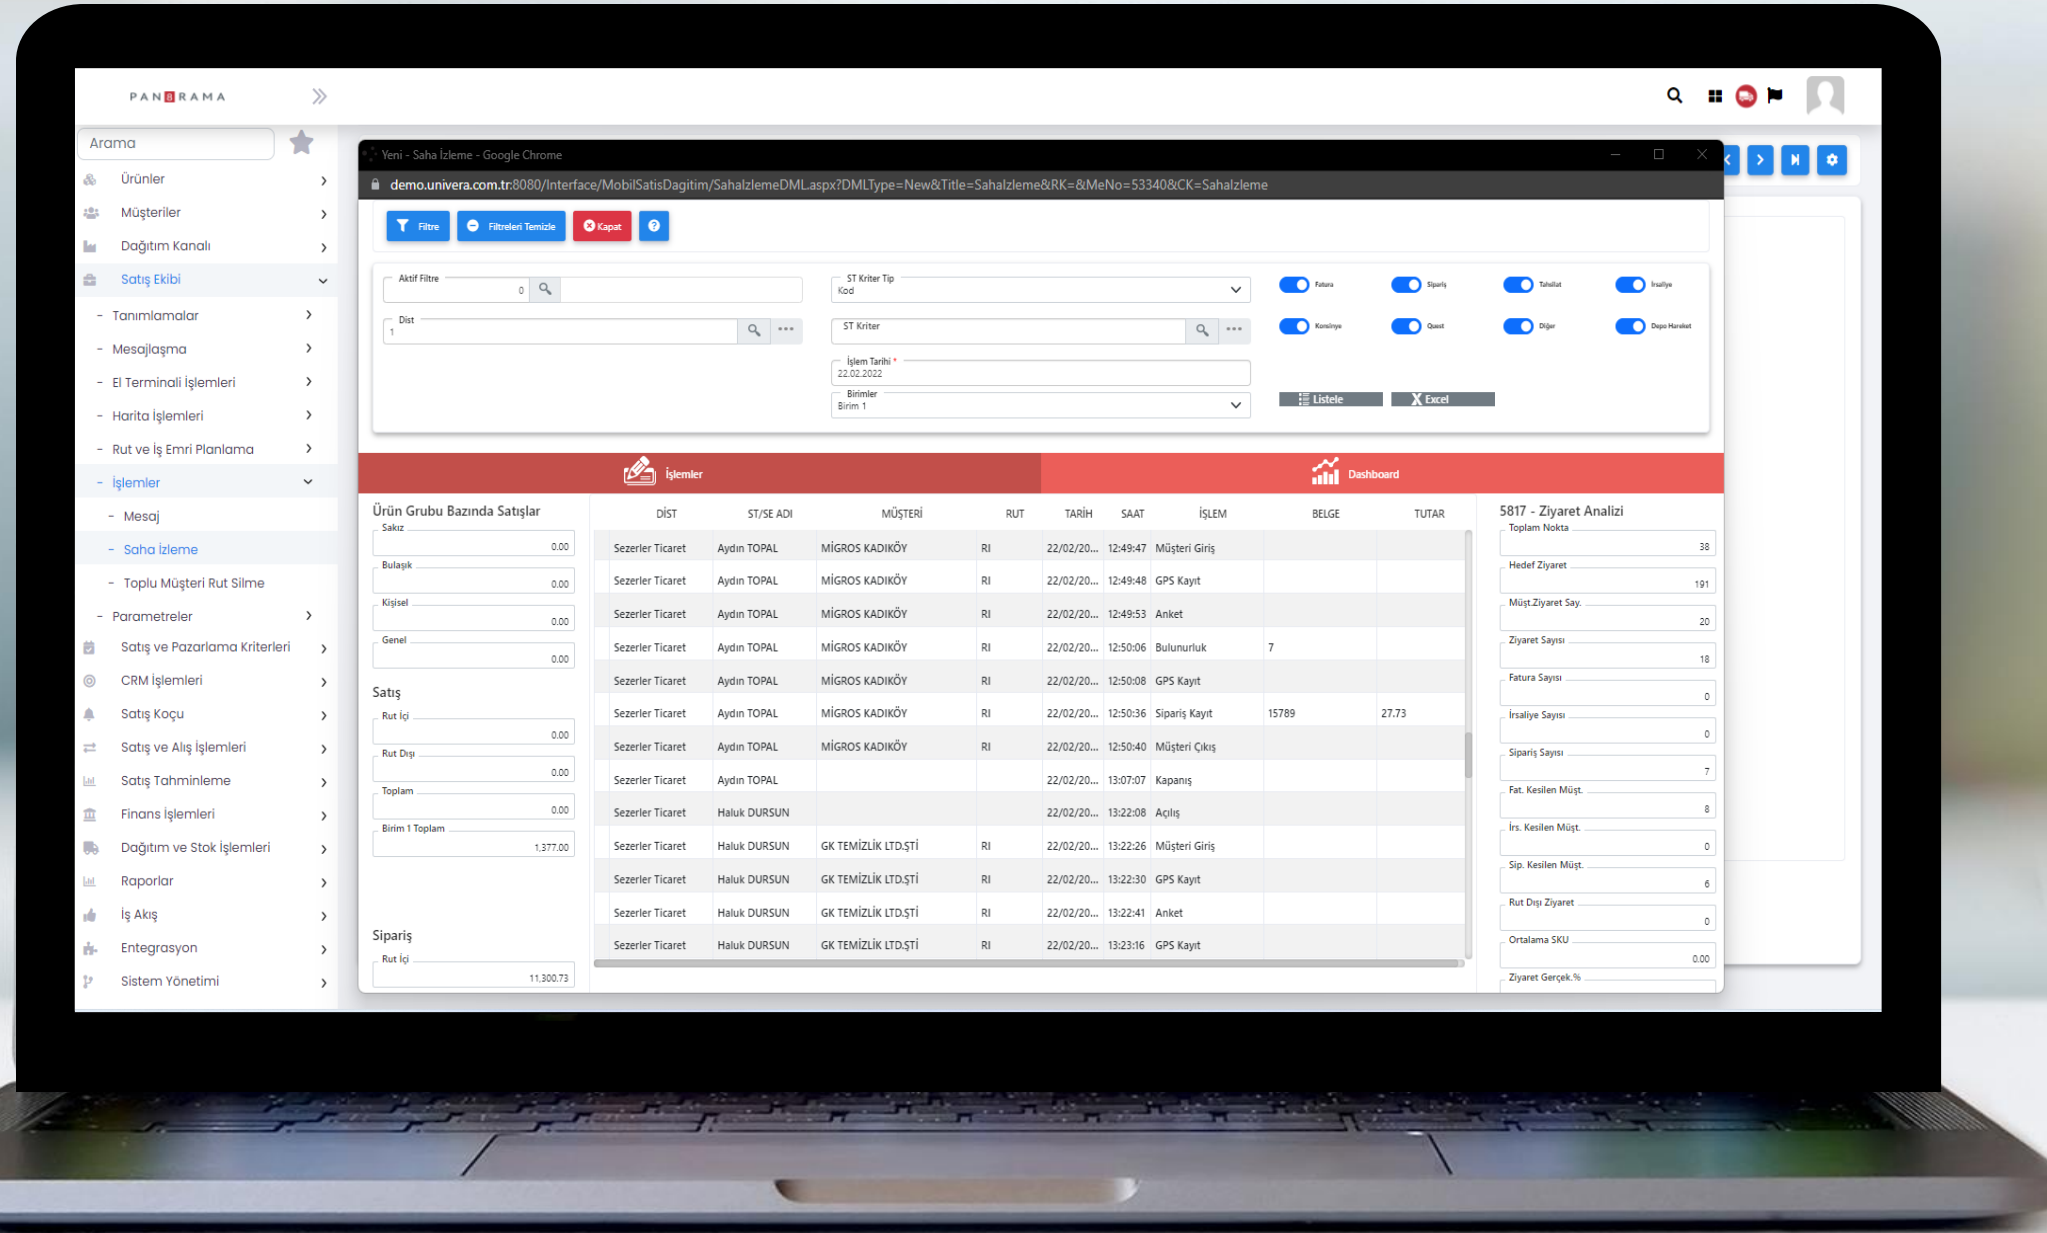 PAN8RAMA
Arama
Ürünler
Müşteriler
Dağıtım Kanalı
Satış Ekibi
- Tanımlamalar
- Mesajlaşma
- El Terminali İşlemleri
- Harita İşlemleri
- Rut ve İş Emri Planlama
- İşlemler
- Mesaj
- Saha İzleme
- Toplu Müşteri Rut Silme
- Parametreler
Satış ve Pazarlama Kriterleri
CRM İşlemleri
Satış Koçu
Satış ve Alış İşlemleri
Satış Tahminleme
Finans İşlemleri
Dağıtım ve Stok İşlemleri
Raporlar
İş Akış
Entegrasyon
Sistem Yönetimi
Yeni - Saha İzleme - Google Chrome
demo.univera.com.tr:8080/Interface/MobilSatisDagitim/SahaIzlemeDML.aspx?DMLType=New&Title=SahaIzleme&RK=&MeNo=53340&CK=SahaIzleme
Filtre Filtreleri Temizle Kapat ?
Aktif Filtre
0
Dist
1
ST Kriter Tip
Kod
ST Kriter
İşlem Tarihi *
22.02.2022
Birimler
Birim 1
Fatura Sipariş Tahsilat İrsaliye
Konsinye Quest Diğer Depo Hareket
Listele X Excel
İşlemler Dashboard
Ürün Grubu Bazında Satışlar
Sakız
0.00
Bulaşık
0.00
Kişisel
0.00
Genel
0.00
Satış
Rut İçi
0.00
Rut Dışı
0.00
Toplam
0.00
Birim 1 Toplam
1,377.00
Sipariş
Rut İçi
11,300.73
DİST ST/SE ADI MÜŞTERİ RUT TARİH SAAT İŞLEM BELGE TUTAR
Sezerler Ticaret Aydın TOPAL MİGROS KADIKÖY RI 22/02/20... 12:49:47 Müşteri Giriş
Sezerler Ticaret Aydın TOPAL MİGROS KADIKÖY RI 22/02/20... 12:49:48 GPS Kayıt
Sezerler Ticaret Aydın TOPAL MİGROS KADIKÖY RI 22/02/20... 12:49:53 Anket
Sezerler Ticaret Aydın TOPAL MİGROS KADIKÖY RI 22/02/20... 12:50:06 Bulunurluk 7
Sezerler Ticaret Aydın TOPAL MİGROS KADIKÖY RI 22/02/20... 12:50:08 GPS Kayıt
Sezerler Ticaret Aydın TOPAL MİGROS KADIKÖY RI 22/02/20... 12:50:36 Sipariş Kayıt 15789 27.73
Sezerler Ticaret Aydın TOPAL MİGROS KADIKÖY RI 22/02/20... 12:50:40 Müşteri Çıkış
Sezerler Ticaret Aydın TOPAL 22/02/20... 13:07:07 Kapanış
Sezerler Ticaret Haluk DURSUN 22/02/20... 13:22:08 Açılış
Sezerler Ticaret Haluk DURSUN GK TEMİZLİK LTD.ŞTİ RI 22/02/20... 13:22:26 Müşteri Giriş
Sezerler Ticaret Haluk DURSUN GK TEMİZLİK LTD.ŞTİ RI 22/02/20... 13:22:30 GPS Kayıt
Sezerler Ticaret Haluk DURSUN GK TEMİZLİK LTD.ŞTİ RI 22/02/20... 13:22:41 Anket
Sezerler Ticaret Haluk DURSUN GK TEMİZLİK LTD.ŞTİ RI 22/02/20... 13:23:16 GPS Kayıt
5817 - Ziyaret Analizi
Toplam Nokta
38
Hedef Ziyaret
191
Müşt.Ziyaret Say.
20
Ziyaret Sayısı
18
Fatura Sayısı
0
İrsaliye Sayısı
0
Sipariş Sayısı
7
Fat. Kesilen Müşt.
8
İrs. Kesilen Müşt.
0
Sip. Kesilen Müşt.
6
Rut Dışı Ziyaret
0
Ortalama SKU
0.00
Ziyaret Gerçek.%